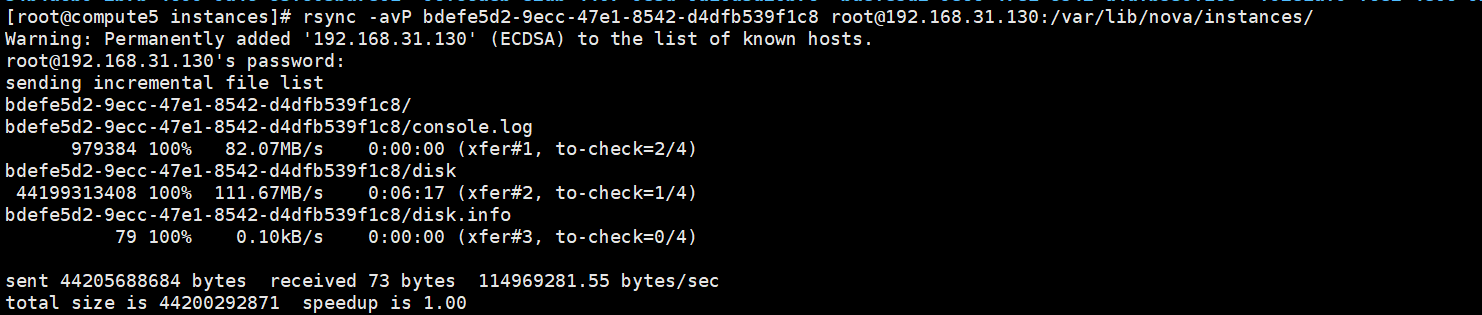 [root@compute5 instances]# rsync -avP bdefe5d2-9ecc-47e1-8542-d4dfb539f1c8 root@192.168.31.130:/var/lib/nova/instances/
Warning: Permanently added '192.168.31.130' (ECDSA) to the list of known hosts.
root@192.168.31.130's password:
sending incremental file list
bdefe5d2-9ecc-47e1-8542-d4dfb539f1c8/
bdefe5d2-9ecc-47e1-8542-d4dfb539f1c8/console.log
979384 100%   82.07MB/s    0:00:00 (xfer#1, to-check=2/4)
bdefe5d2-9ecc-47e1-8542-d4dfb539f1c8/disk
44199313408 100%  111.67MB/s    0:06:17 (xfer#2, to-check=1/4)
bdefe5d2-9ecc-47e1-8542-d4dfb539f1c8/disk.info
79 100%    0.10kB/s    0:00:00 (xfer#3, to-check=0/4)
sent 44205688684 bytes  received 73 bytes  114969281.55 bytes/sec
total size is 44200292871  speedup is 1.00